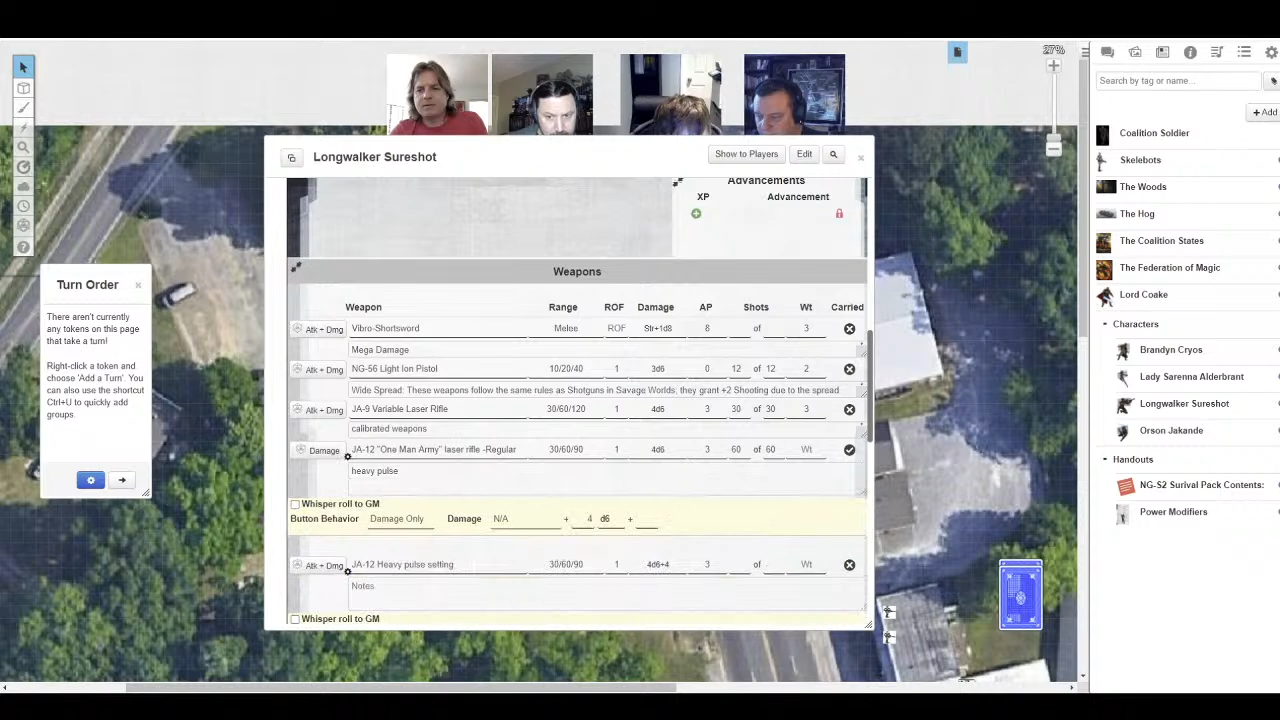 27%
Search by tag or name...
+ Add
Coalition Soldier
Skelebots
The Woods
The Hog
The Coalition States
The Federation of Magic
Lord Coake
Characters
Brandyn Cryos
Lady Sarenna Alderbrant
Longwalker Sureshot
Orson Jakande
Handouts
NG-S2 Surival Pack Contents:
Power Modifiers
Turn Order
There aren't currently
any tokens on this page
that take a turn!
Right-click a token and
choose 'Add a Turn'. You
can also use the shortcut
Ctrl+U to quickly add
groups.
Longwalker Sureshot
Show to Players
Edit
Advancements
XP Advancement
Weapons
Weapon Range ROF Damage AP Shots Wt Carried
Atk + Dmg Vibro-Shortsword Melee ROF Str+1d8 8 of 3
Mega Damage
Atk + Dmg NG-56 Light Ion Pistol 10/20/40 1 3d6 0 12 of 12 2
Wide Spread: These weapons follow the same rules as Shotguns in Savage Worlds; they grant +2 Shooting due to the spread
Atk + Dmg JA-9 Variable Laser Rifle 30/60/120 1 4d6 3 30 of 30 3
calibrated weapons
Damage JA-12 "One Man Army" laser rifle -Regular 30/60/90 1 4d6 3 60 of 60 Wt
heavy pulse
Whisper roll to GM
Button Behavior Damage Only Damage N/A + 4 d6 +
Atk + Dmg JA-12 Heavy pulse setting 30/60/90 1 4d6+4 3 of Wt
Notes
Whisper roll to GM